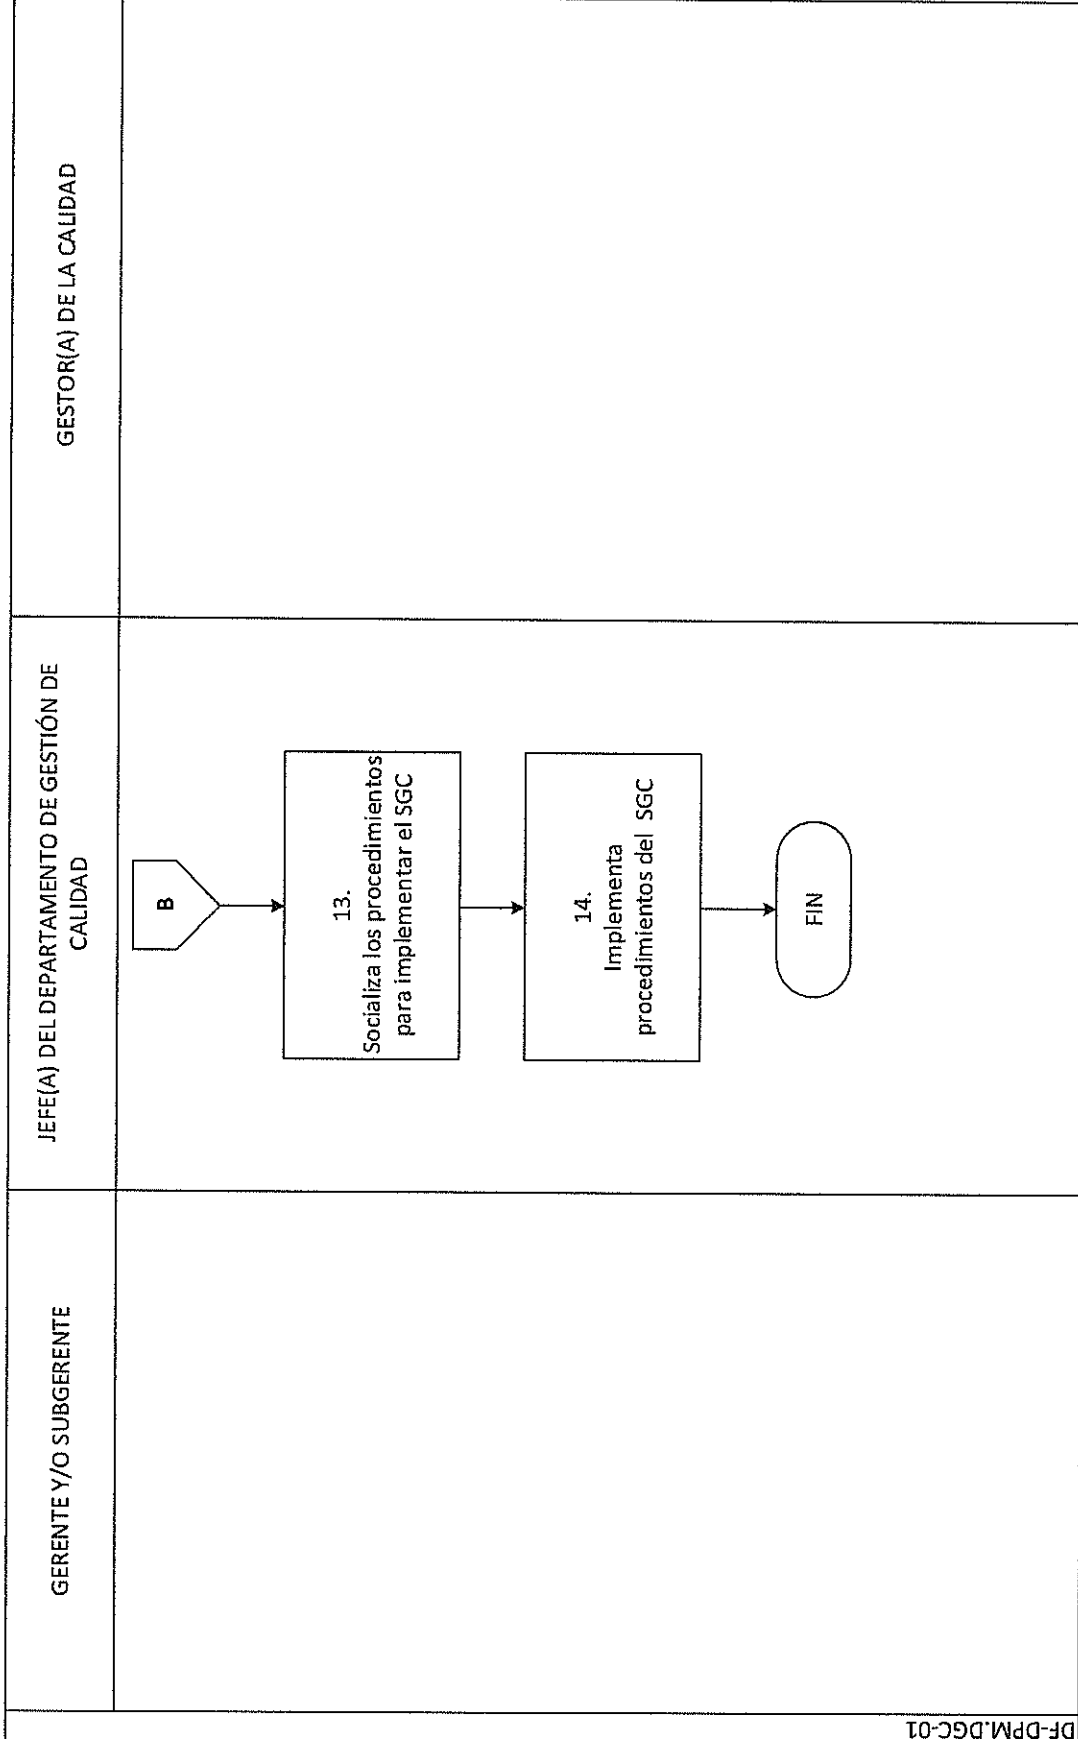 GERENTE Y/O SUBGERENTE
JEFE(A) DEL DEPARTAMENTO DE GESTIÓN DE
CALIDAD
GESTOR(A) DE LA CALIDAD
B
13.
Socializa los procedimientos
para implementar el SGC
14.
Implementa
procedimientos del SGC
FIN
DF-DPM.DGC-01